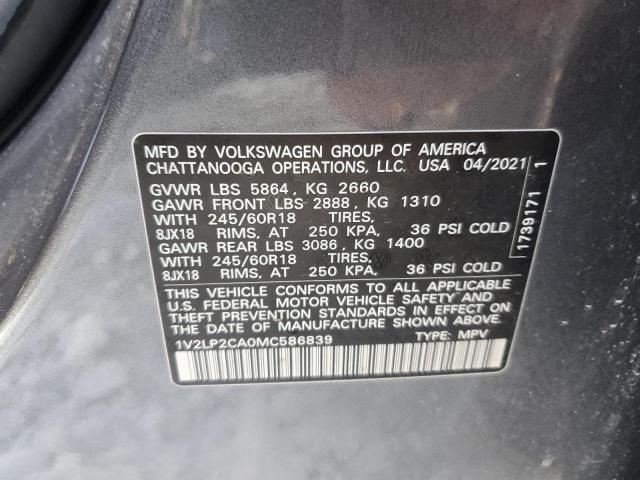 MFD BY VOLKSWAGEN GROUP OF AMERICA
CHATTANOOGA OPERATIONS, LLC. USA 04/2021
GVWR LBS 5864, KG 2660
GAWR FRONT LBS 2888, KG 1310
WITH 245/60R18 TIRES,
8JX18 RIMS, AT 250 KPA, 36 PSI COLD
GAWR REAR LBS 3086, KG 1400
WITH 245/60R18 TIRES,
8JX18 RIMS, AT 250 KPA, 36 PSI COLD
THIS VEHICLE CONFORMS TO ALL APPLICABLE
U.S. FEDERAL MOTOR VEHICLE SAFETY AND
THEFT PREVENTION STANDARDS IN EFFECT ON
THE DATE OF MANUFACTURE SHOWN ABOVE.
1V2LP2CA0MC586839 TYPE: MPV
1739171 1